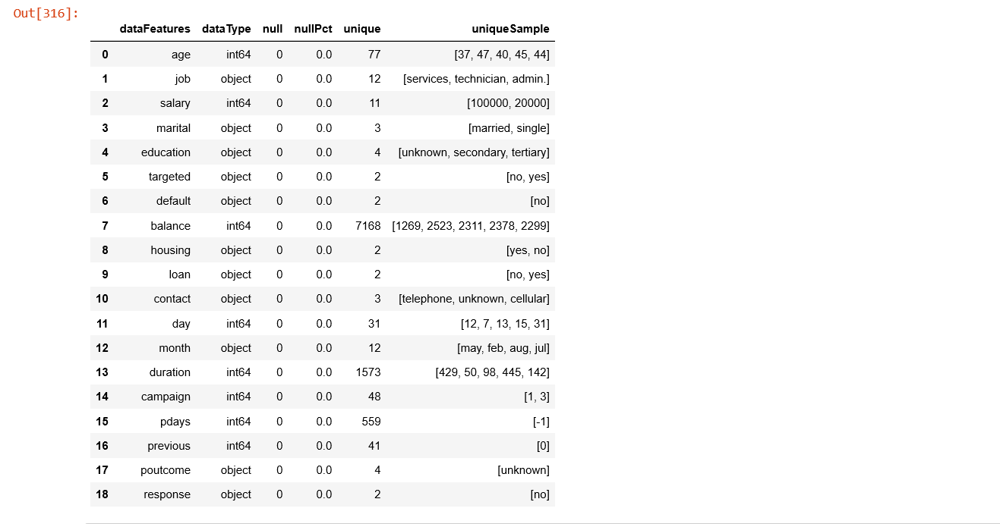 Out[316]:
dataFeatures dataType null nullPct unique uniqueSample
0 age int64 0 0.0 77 [37, 47, 40, 45, 44]
1 job object 0 0.0 12 [services, technician, admin.]
2 salary int64 0 0.0 11 [100000, 20000]
3 marital object 0 0.0 3 [married, single]
4 education object 0 0.0 4 [unknown, secondary, tertiary]
5 targeted object 0 0.0 2 [no, yes]
6 default object 0 0.0 2 [no]
7 balance int64 0 0.0 7168 [1269, 2523, 2311, 2378, 2299]
8 housing object 0 0.0 2 [yes, no]
9 loan object 0 0.0 2 [no, yes]
10 contact object 0 0.0 3 [telephone, unknown, cellular]
11 day int64 0 0.0 31 [12, 7, 13, 15, 31]
12 month object 0 0.0 12 [may, feb, aug, jul]
13 duration int64 0 0.0 1573 [429, 50, 98, 445, 142]
14 campaign int64 0 0.0 48 [1, 3]
15 pdays int64 0 0.0 559 [-1]
16 previous int64 0 0.0 41 [0]
17 poutcome object 0 0.0 4 [unknown]
18 response object 0 0.0 2 [no]